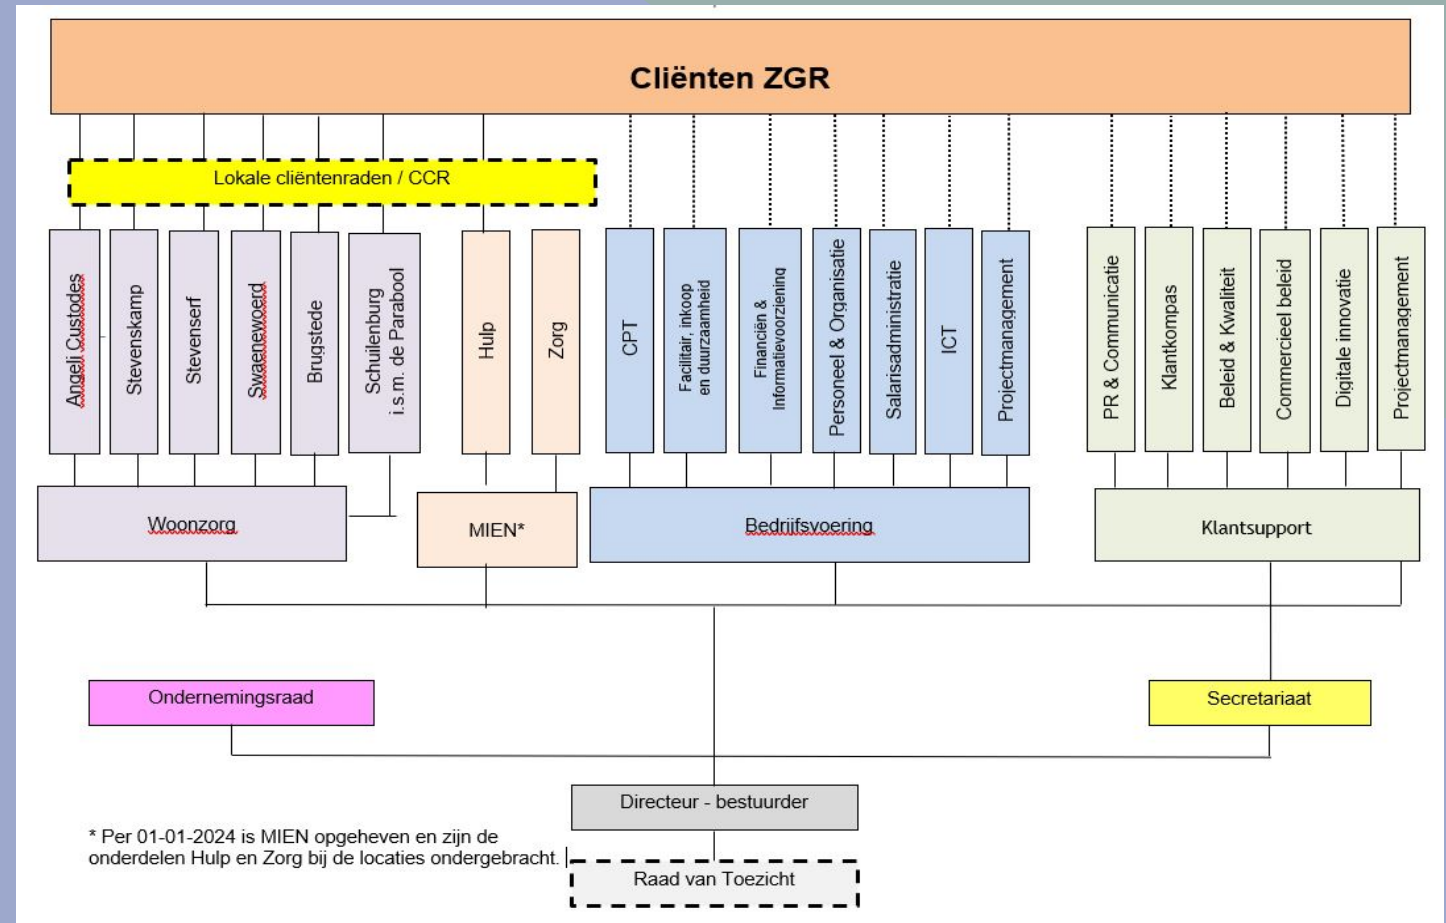 Cliënten ZGR
Lokale cliëntenraden / CCR
Angeli Custodes
Stevenskamp
Stevenserf
Swaenewoerd
Brugstede
Schuilenburg
i.s.m. de Parabool
Hulp
Zorg
CPT
Facilitair, inkoop
en duurzaamheid
Financiën &
Informatievoorziening
Personeel & Organisatie
Salarisadministratie
ICT
Projectmanagement
PR & Communicatie
Klantkompas
Beleid & Kwaliteit
Commercieel beleid
Digitale innovatie
Projectmanagement
Woonzorg
MIEN*
Bedrijfsvoering
Klantsupport
Ondernemingsraad
Secretariaat
Directeur - bestuurder
* Per 01-01-2024 is MIEN opgeheven en zijn de
onderdelen Hulp en Zorg bij de locaties ondergebracht.
Raad van Toezicht